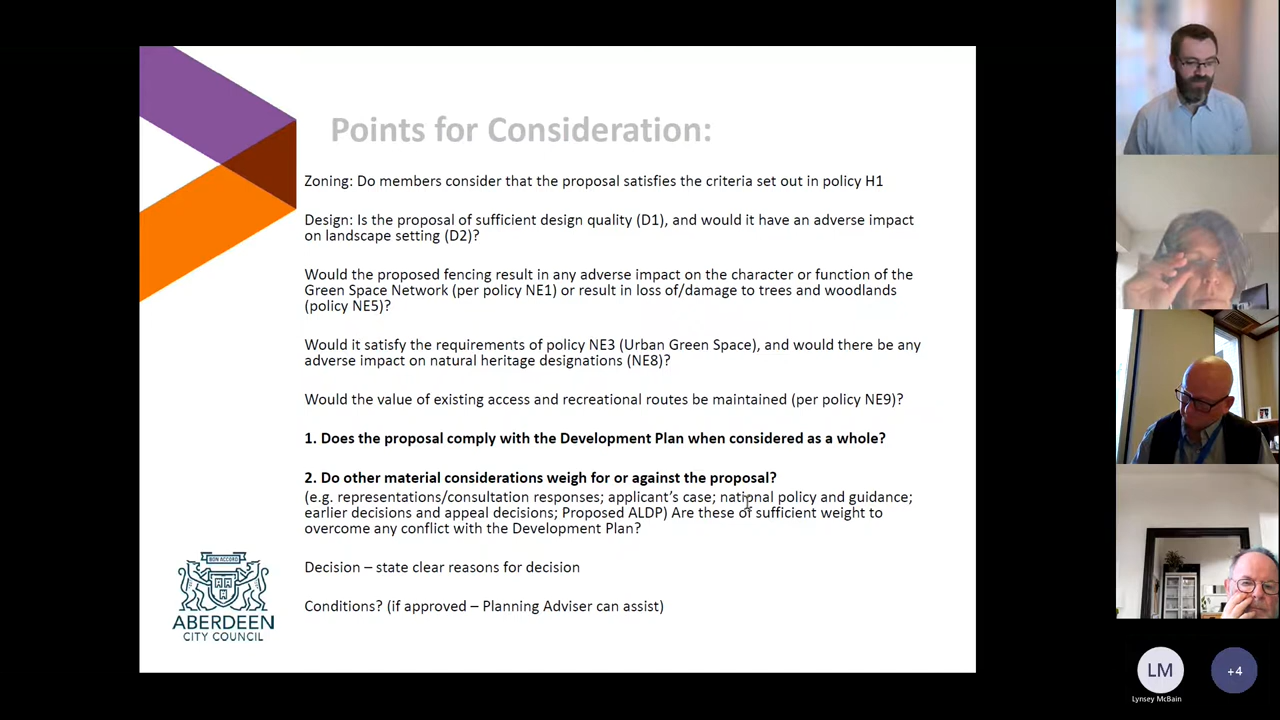 Points for Consideration:
Zoning: Do members consider that the proposal satisfies the criteria set out in policy H1
Design: Is the proposal of sufficient design quality (D1), and would it have an adverse impact
on landscape setting (D2)?
Would the proposed fencing result in any adverse impact on the character or function of the
Green Space Network (per policy NE1) or result in loss of/damage to trees and woodlands
(policy NE5)?
Would it satisfy the requirements of policy NE3 (Urban Green Space), and would there be any
adverse impact on natural heritage designations (NE8)?
Would the value of existing access and recreational routes be maintained (per policy NE9)?
1. Does the proposal comply with the Development Plan when considered as a whole?
2. Do other material considerations weigh for or against the proposal?
(e.g. representations/consultation responses; applicant's case; national policy and guidance;
earlier decisions and appeal decisions; Proposed ALDP) Are these of sufficient weight to
overcome any conflict with the Development Plan?
Decision – state clear reasons for decision
Conditions? (if approved – Planning Adviser can assist)
BON ACCORD
ABERDEEN
CITY COUNCIL
LM
+4
Lynsey McBain